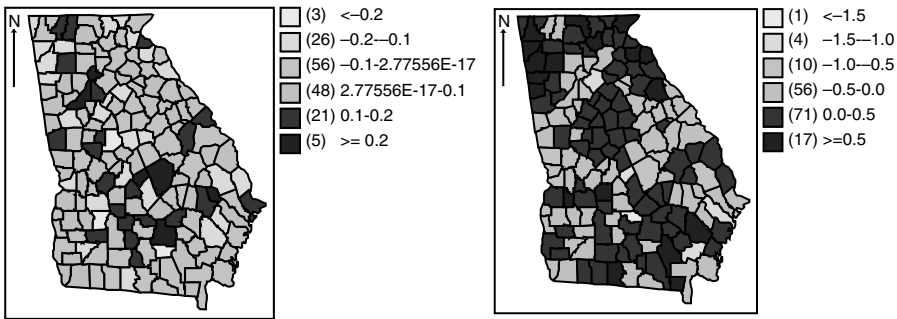 N
(3) <–0.2
(26) –0.2-–0.1
(56) –0.1-2.77556E-17
(48) 2.77556E-17-0.1
(21) 0.1-0.2
(5) >= 0.2
N
(1) <–1.5
(4) –1.5-–1.0
(10) –1.0-–0.5
(56) –0.5-0.0
(71) 0.0-0.5
(17) >=0.5